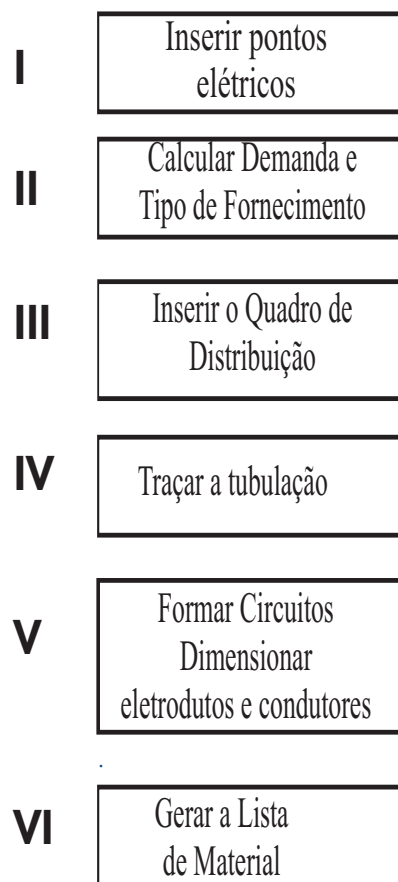 I
Inserir pontos
elétricos
II
Calcular Demanda e
Tipo de Fornecimento
III
Inserir o Quadro de
Distribuição
IV
Traçar a tubulação
V
Formar Circuitos
Dimensionar
eletrodutos e condutores
.
VI
Gerar a Lista
de Material